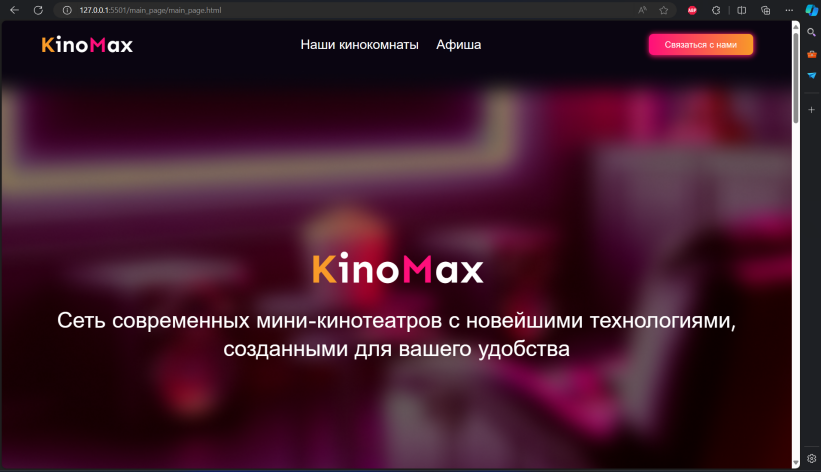 127.0.0.1:5501/main_page/main_page.html
KinoMax
Наши кинокомнаты
Афиша
Связаться с нами
KinoMax
Сеть современных мини-кинотеатров с новейшими технологиями,
созданными для вашего удобства